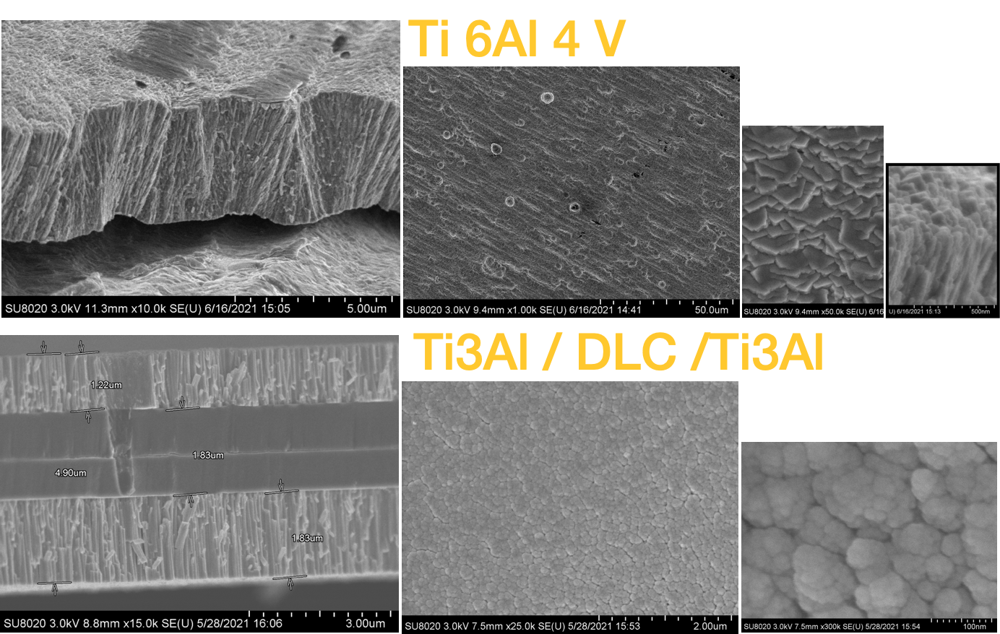 Ti 6Al 4 V
SU8020 3.0kV 11.3mm x10.0k SE(U) 6/16/2021 15:05 5.00um
SU8020 3.0kV 9.4mm x1.00k SE(U) 6/16/2021 14:41 50.0um
SU8020 3.0kV 9.4mm x50.0k SE(U) 6/16
U) 6/16/2021 15:13 500nm
Ti3Al / DLC /Ti3Al
1.22um
1.83um
4.90um
1.83um
SU8020 3.0kV 8.8mm x15.0k SE(U) 5/28/2021 16:06 3.00um
SU8020 3.0kV 7.5mm x25.0k SE(U) 5/28/2021 15:53 2.00um
SU8020 3.0kV 7.5mm x300k SE(U) 5/28/2021 15:54 100nm